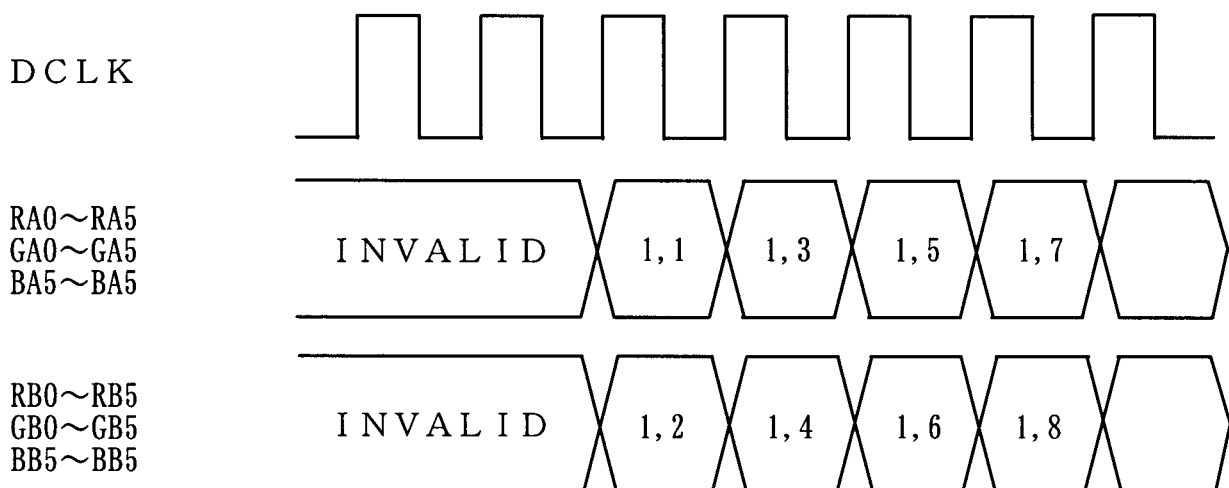 DCLK
RA0～RA5
GA0～GA5
BA5～BA5
INVALID
1,1
1,3
1,5
1,7
RB0～RB5
GB0～GB5
BB5～BB5
INVALID
1,2
1,4
1,6
1,8